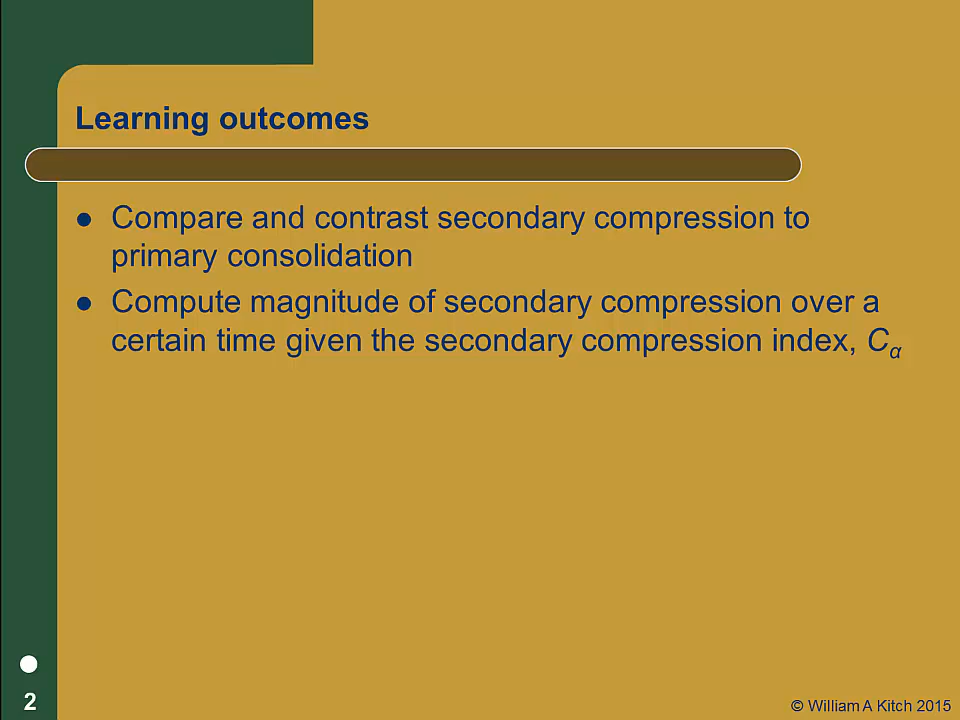 Learning outcomes
Compare and contrast secondary compression to
primary consolidation
Compute magnitude of secondary compression over a
certain time given the secondary compression index, Cα
2
© William A Kitch 2015